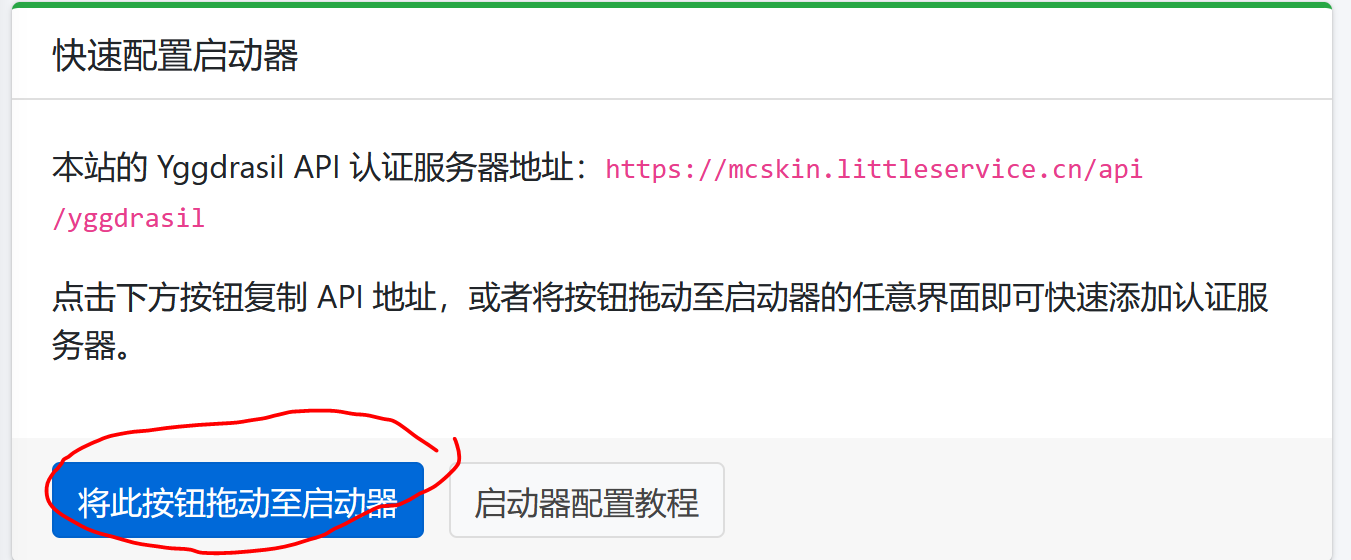 快速配置启动器
本站的 Yggdrasil API 认证服务器地址：https://mcskin.littleservice.cn/api
/yggdrasil
点击下方按钮复制 API 地址，或者将按钮拖动至启动器的任意界面即可快速添加认证服
务器。
将此按钮拖动至启动器
启动器配置教程